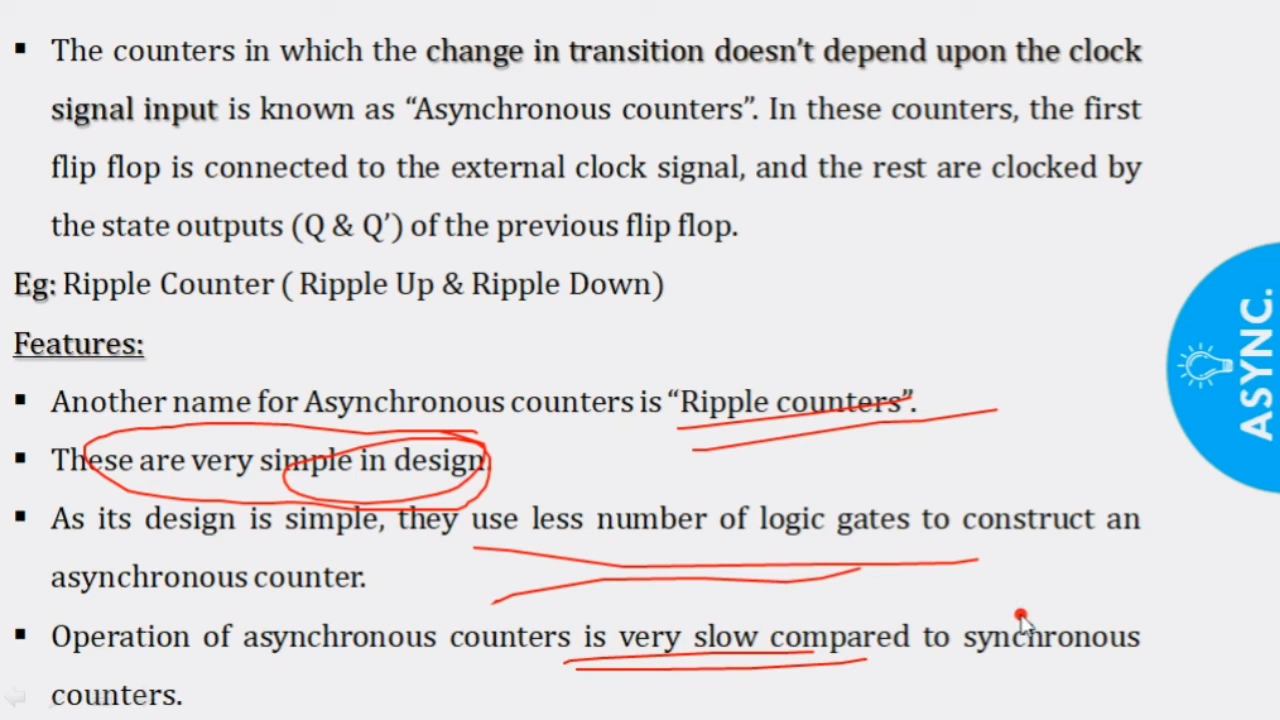 ▪ The counters in which the change in transition doesn’t depend upon the clock
signal input is known as “Asynchronous counters”. In these counters, the first
flip flop is connected to the external clock signal, and the rest are clocked by
the state outputs (Q & Q’) of the previous flip flop.
Eg: Ripple Counter ( Ripple Up & Ripple Down)
Features:
▪ Another name for Asynchronous counters is “Ripple counters”.
▪ These are very simple in design.
▪ As its design is simple, they use less number of logic gates to construct an
asynchronous counter.
▪ Operation of asynchronous counters is very slow compared to synchronous
counters.
ASYNC.